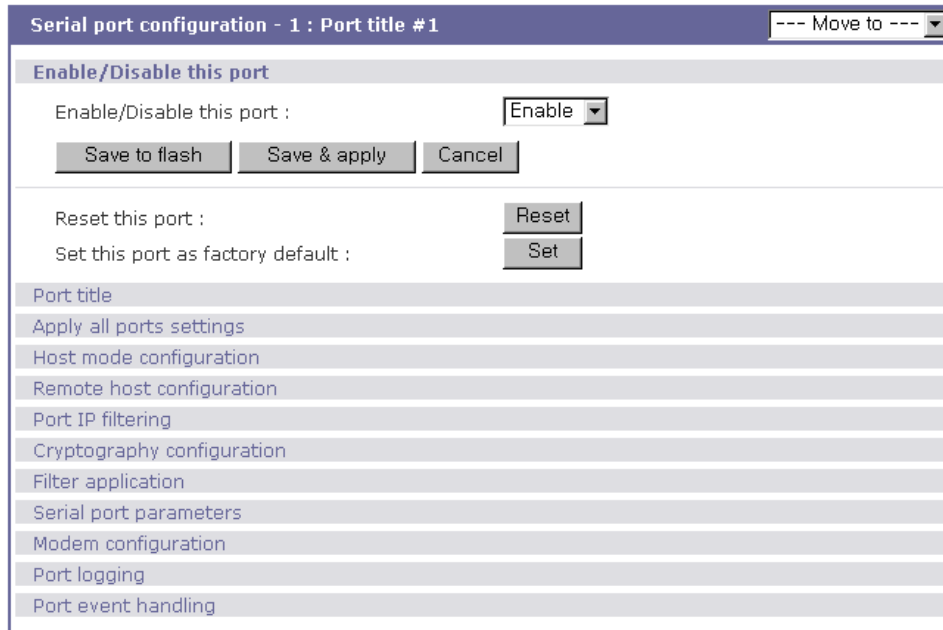 Serial port configuration - 1 : Port title #1 --- Move to ---
Enable/Disable this port
Enable/Disable this port : Enable
Save to flash Save & apply Cancel
Reset this port : Reset
Set this port as factory default : Set
Port title
Apply all ports settings
Host mode configuration
Remote host configuration
Port IP filtering
Cryptography configuration
Filter application
Serial port parameters
Modem configuration
Port logging
Port event handling